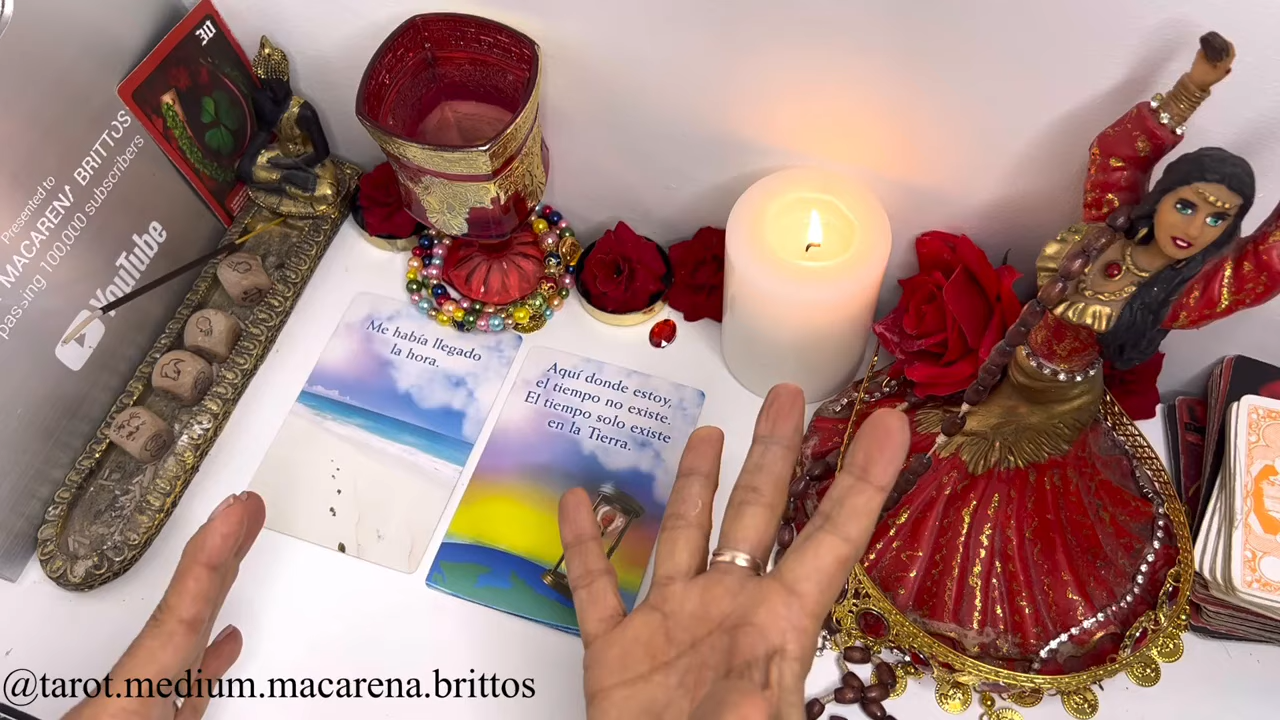 Presented to
MACARENA BRITTOS
passing 100,000 subscribers
YouTube
Me había llegado
la hora.
Aquí donde estoy,
el tiempo no existe.
El tiempo solo existe
en la Tierra.
@tarot.medium.macarena.brittos